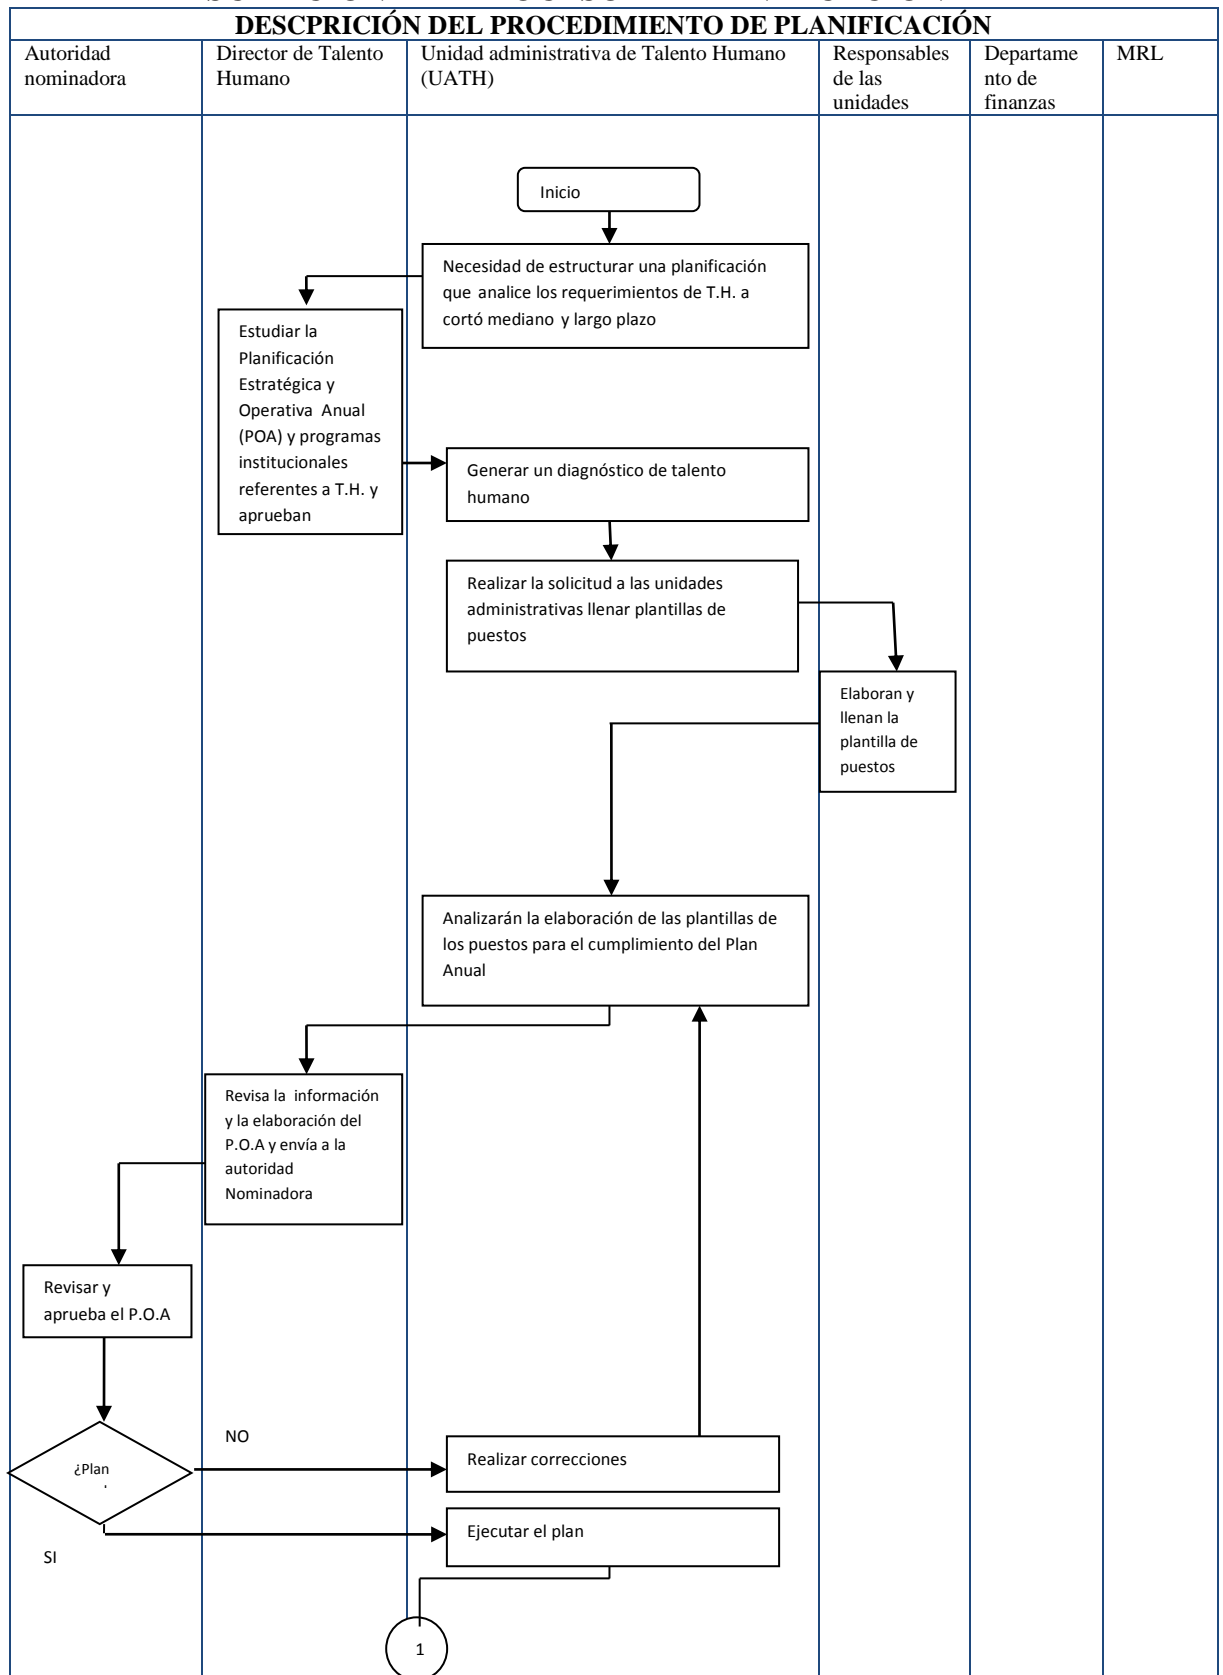 DESCPRICIÓN DEL PROCEDIMIENTO DE PLANIFICACIÓN
Autoridad
nominadora
Director de Talento
Humano
Unidad administrativa de Talento Humano
(UATH)
Responsables
de las
unidades
Departame
nto de
finanzas
MRL
Inicio
Necesidad de estructurar una planificación
que analice los requerimientos de T.H. a
cortó mediano y largo plazo
Estudiar la
Planificación
Estratégica y
Operativa Anual
(POA) y programas
institucionales
referentes a T.H. y
aprueban
Generar un diagnóstico de talento
humano
Realizar la solicitud a las unidades
administrativas llenar plantillas de
puestos
Elaboran y
llenan la
plantilla de
puestos
Analizarán la elaboración de las plantillas de
los puestos para el cumplimiento del Plan
Anual
Revisa la información
y la elaboración del
P.O.A y envía a la
autoridad
Nominadora
Revisar y
aprueba el P.O.A
¿Plan
NO
Realizar correcciones
Ejecutar el plan
SI
1